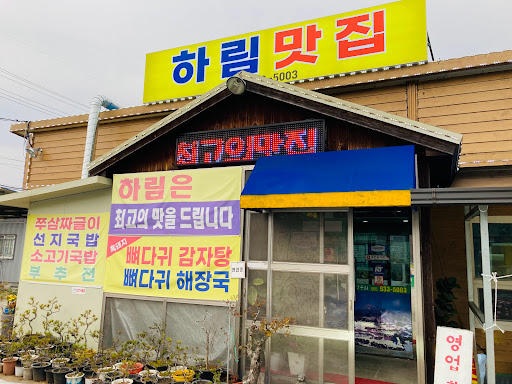 하림맛집
5003
최고의맛집
하림은
최고의 맛을 드립니다
뼈다귀 감자탕
뼈다귀 해장국
쭈삼짜글이
선지국밥
소고기국밥
부추전
533-5003
영업